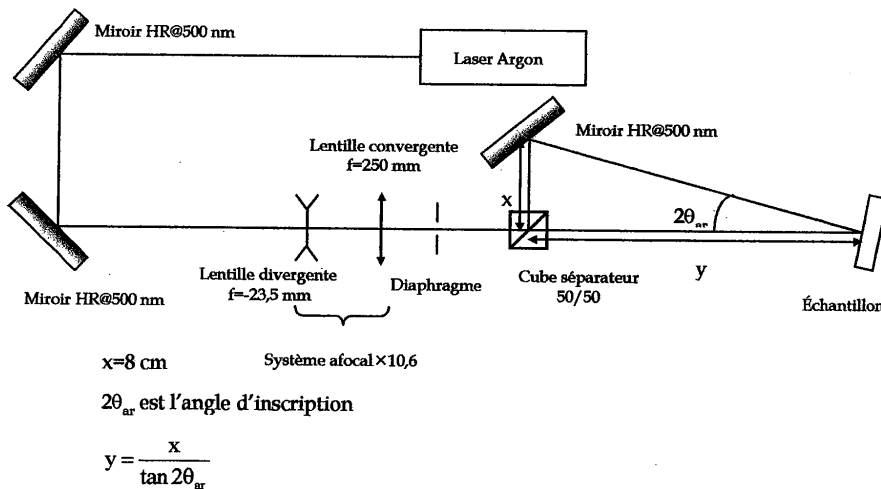 Miroir HR@500 nm
Laser Argon
Miroir HR@500 nm
Lentille convergente
f=250 mm
x
2θar
y
Lentille divergente
f=-23,5 mm
Diaphragme
Cube séparateur
50/50
Miroir HR@500 nm
Échantillon
Système afocal×10,6
x=8 cm
2θar est l'angle d'inscription
y = x
tan 2θar